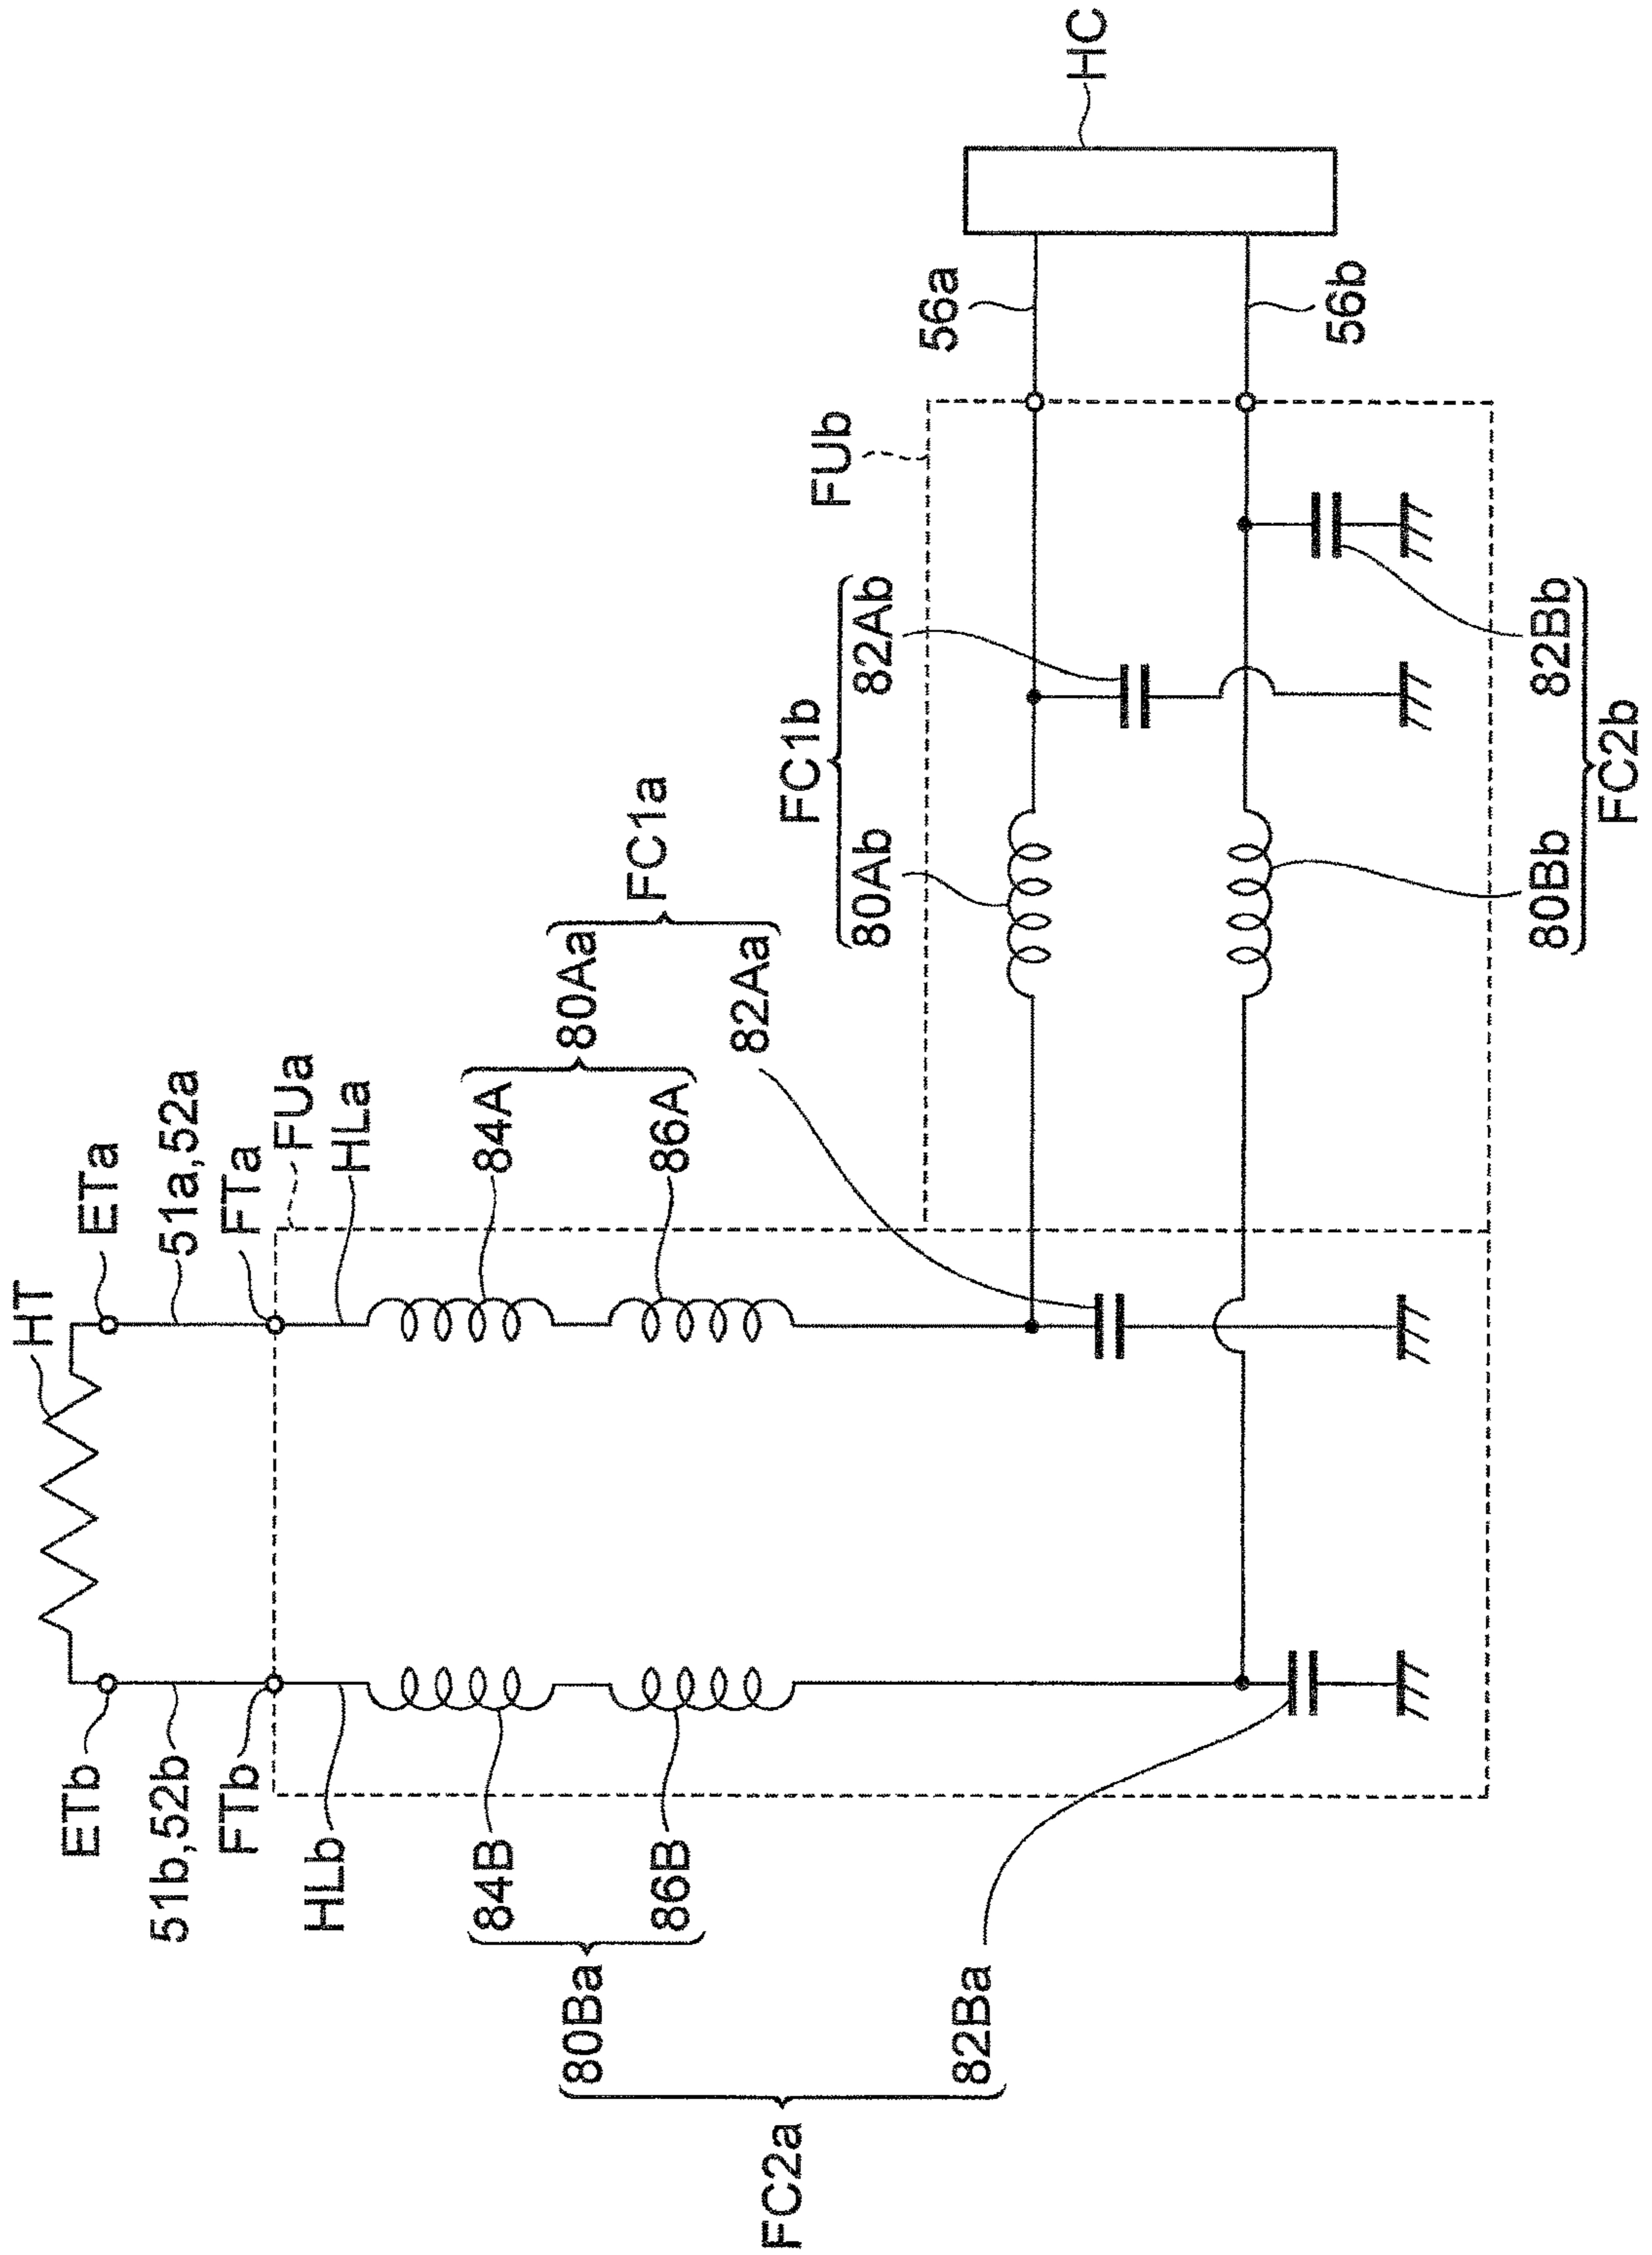 HT
ETa
ETb
51a,52a
51b,52b
FTa
FTb
FUa
HLa
HLb
84A
86A
80Aa
82Aa
FC1a
84B
86B
80Ba
82Ba
FC2a
FUb
FC1b
80Ab
82Ab
80Bb
82Bb
FC2b
56a
56b
HC